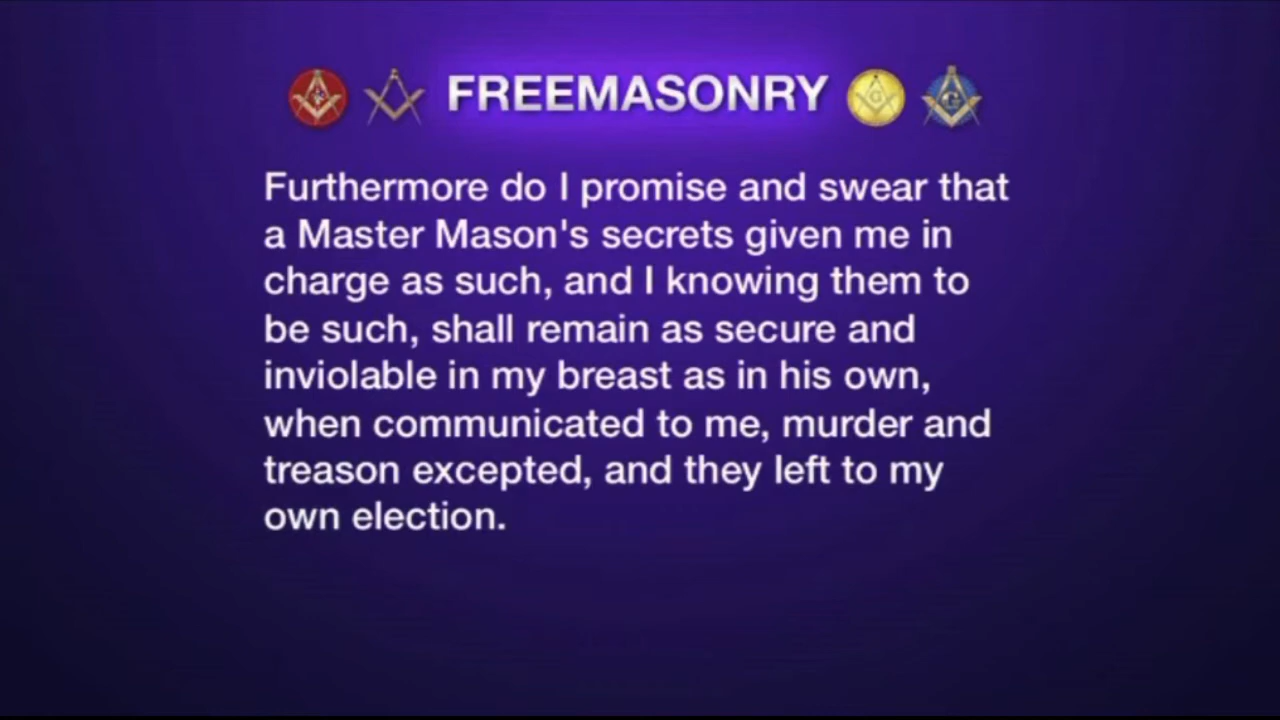 FREEMASONRY
Furthermore do I promise and swear that
a Master Mason's secrets given me in
charge as such, and I knowing them to
be such, shall remain as secure and
inviolable in my breast as in his own,
when communicated to me, murder and
treason excepted, and they left to my
own election.